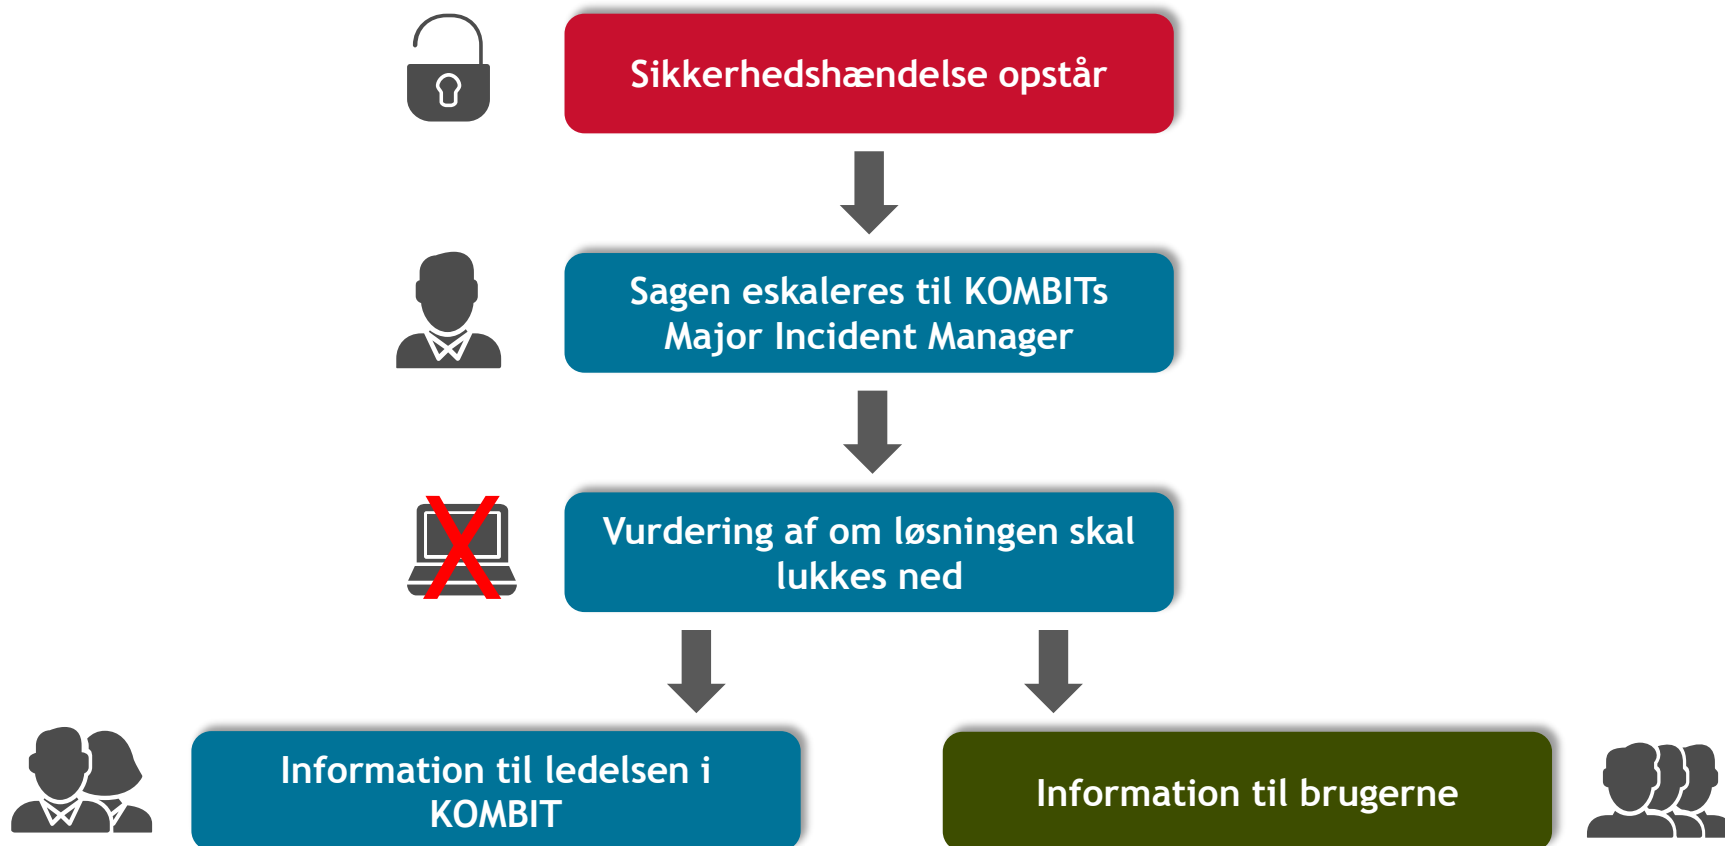 Sikkerhedshændelse opstår
Sagen eskaleres til KOMBITs
Major Incident Manager
Vurdering af om løsningen skal
lukkes ned
Information til ledelsen i
KOMBIT
Information til brugerne